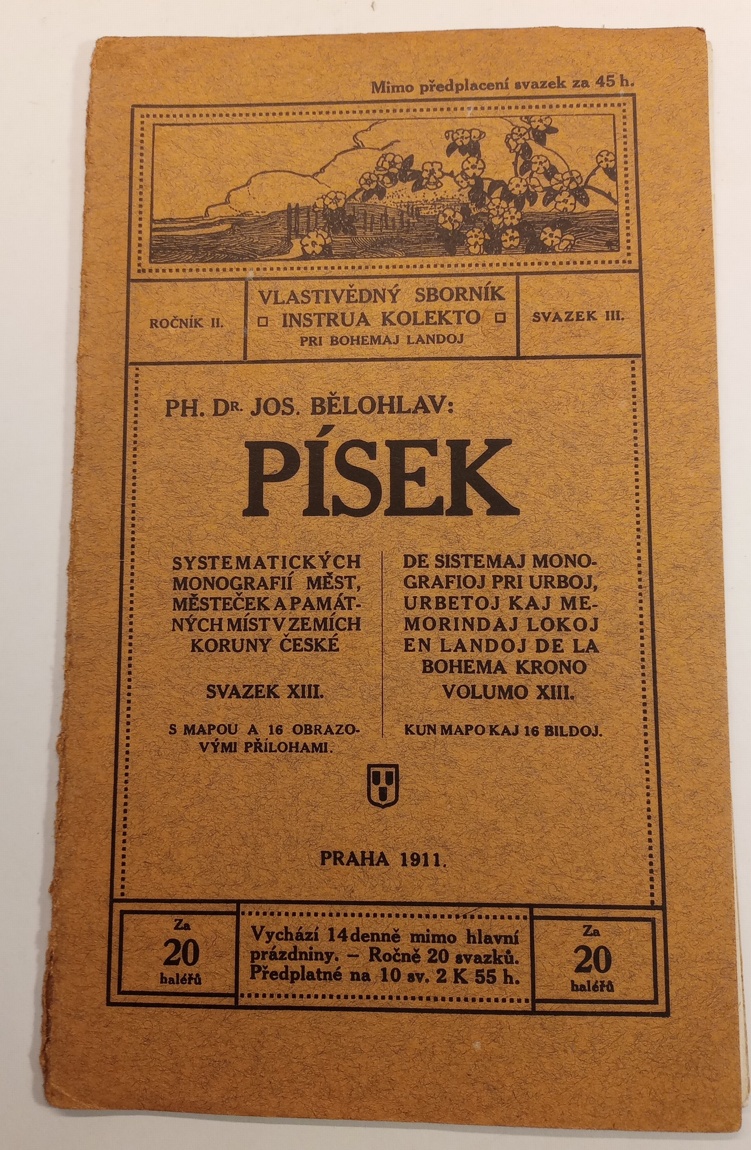 Mimo předplacení svazek za 45 h.
ROČNÍK II.
VLASTIVĚDNÝ SBORNÍK
INSTRUA KOLEKTO
PRI BOHEMAJ LANDOJ
SVAZEK III.
PH. DR. JOS. BĚLOHLAV:
PÍSEK
SYSTEMATICKÝCH
MONOGRAFIÍ MĚST,
MĚSTEČEK A PAMÁT-
NÝCH MÍST V ZEMÍCH
KORUNY ČESKÉ
SVAZEK XIII.
S MAPOU A 16 OBRAZO-
VÝMI PŘÍLOHAMI.
DE SISTEMAJ MONO-
GRAFIOJ PRI URBOJ,
URBETOJ KAJ ME-
MORINDAJ LOKOJ
EN LANDOJ DE LA
BOHEMA KRONO
VOLUMO XIII.
KUN MAPO KAJ 16 BILDOJ.
PRAHA 1911.
Za
20
haléřů
Vychází 14denně mimo hlavní
prázdniny. – Ročně 20 svazků.
Předplatné na 10 sv. 2 K 55 h.
Za
20
haléřů